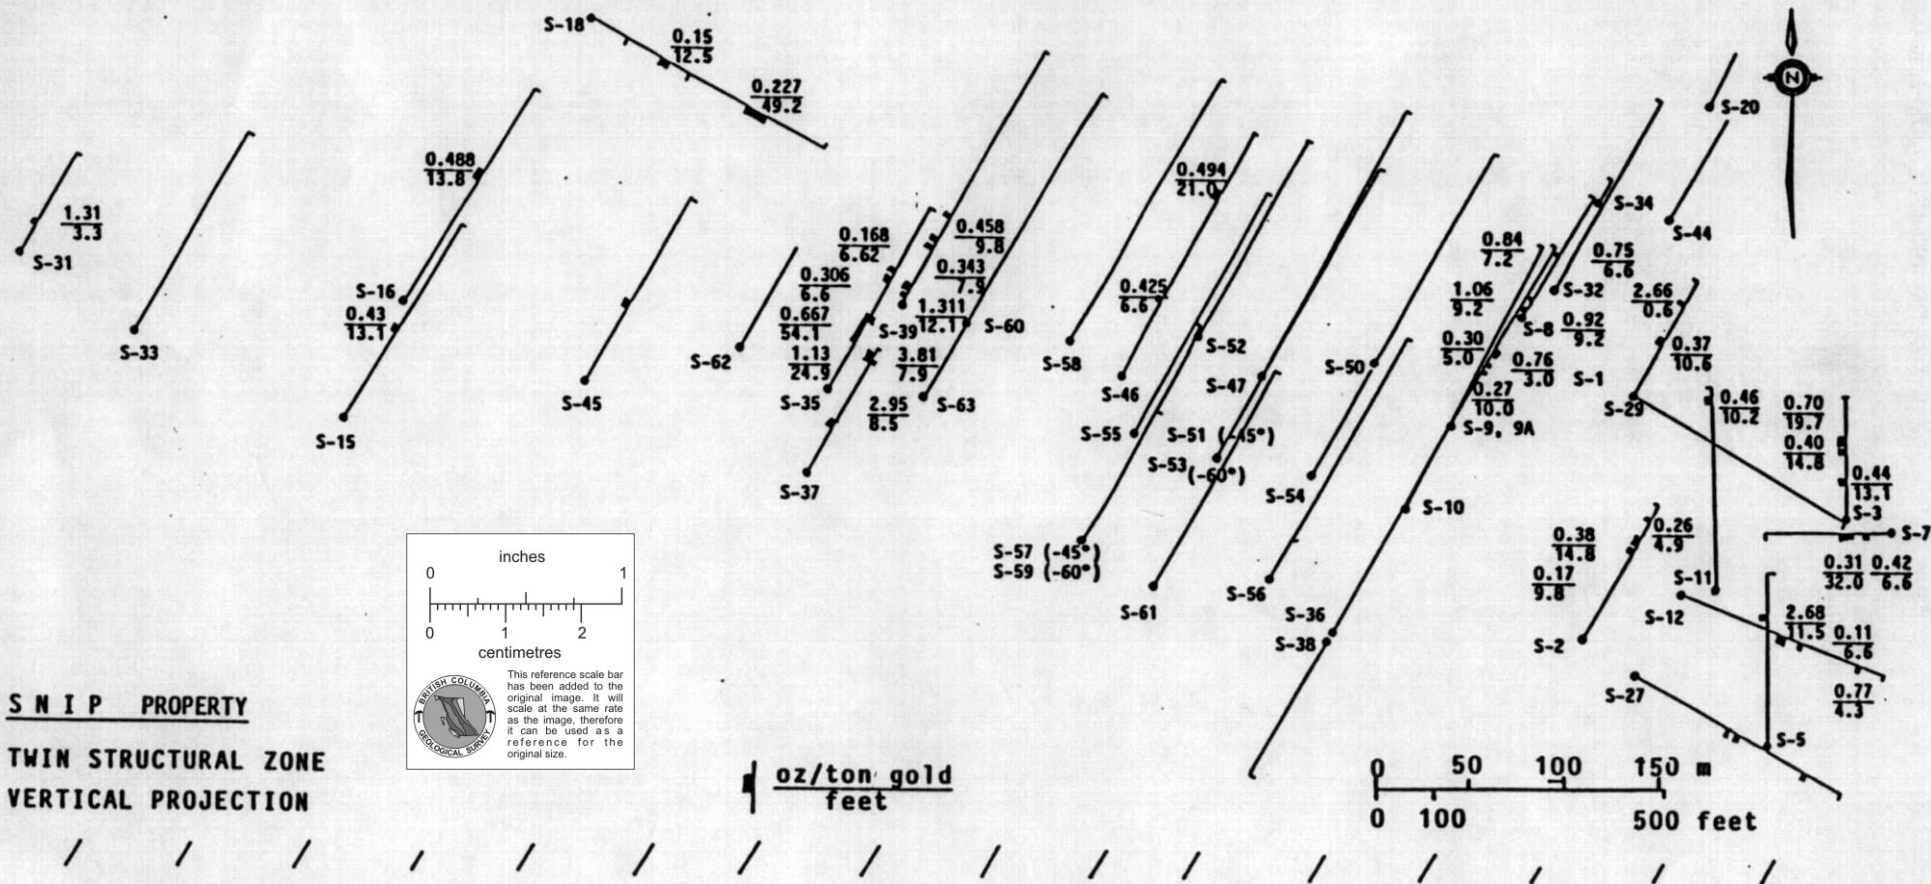 S-18
0.15
12.5
0.227
49.2
N
S-20
S-44
S-34
1.31
3.3
S-31
S-33
0.488
13.8
S-16
0.43
13.1
S-15
S-45
S-62
0.168
6.62
0.306
6.6
0.667
54.1
1.13
24.9
S-35
S-37
0.458
9.8
0.343
7.9
1.311
12.1
S-39
S-60
3.81
7.9
S-63
2.95
8.5
0.494
21.0
0.425
6.6
S-58
S-46
S-52
S-47
S-55
S-51 (-45°)
S-53 (-60°)
S-50
S-54
S-57 (-45°)
S-59 (-60°)
S-61
S-56
S-36
S-38
0.84
7.2
0.75
6.6
1.06
9.2
S-32
S-8
0.92
9.2
0.30
5.0
0.76
3.0
S-1
0.27
10.0
S-9, 9A
S-10
2.66
0.6
0.37
10.6
S-29
0.46
10.2
0.70
19.7
0.40
14.8
0.44
13.1
S-3
S-7
0.31
32.0
0.42
6.6
0.38
14.8
0.17
9.8
0.26
4.9
S-2
S-11
S-12
2.68
11.5
0.11
6.6
0.77
4.3
S-27
S-5
inches
0 1
0 1 2
centimetres
This reference scale bar
has been added to the
original image. It will
scale at the same rate
as the image, therefore
it can be used as a
reference for the
original size.
BRITISH COLUMBIA
GEOLOGICAL SURVEY
SNIP PROPERTY
TWIN STRUCTURAL ZONE
VERTICAL PROJECTION
oz/ton gold
feet
0 50 100 150 m
0 100 500 feet